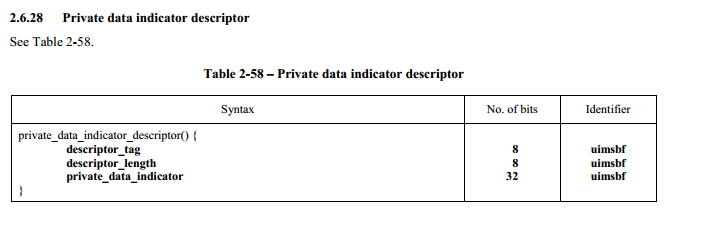 2.6.28 Private data indicator descriptor
See Table 2-58.
Table 2-58 – Private data indicator descriptor
Syntax No. of bits Identifier
private_data_indicator_descriptor() {
descriptor_tag 8 uimsbf
descriptor_length 8 uimsbf
private_data_indicator 32 uimsbf
}